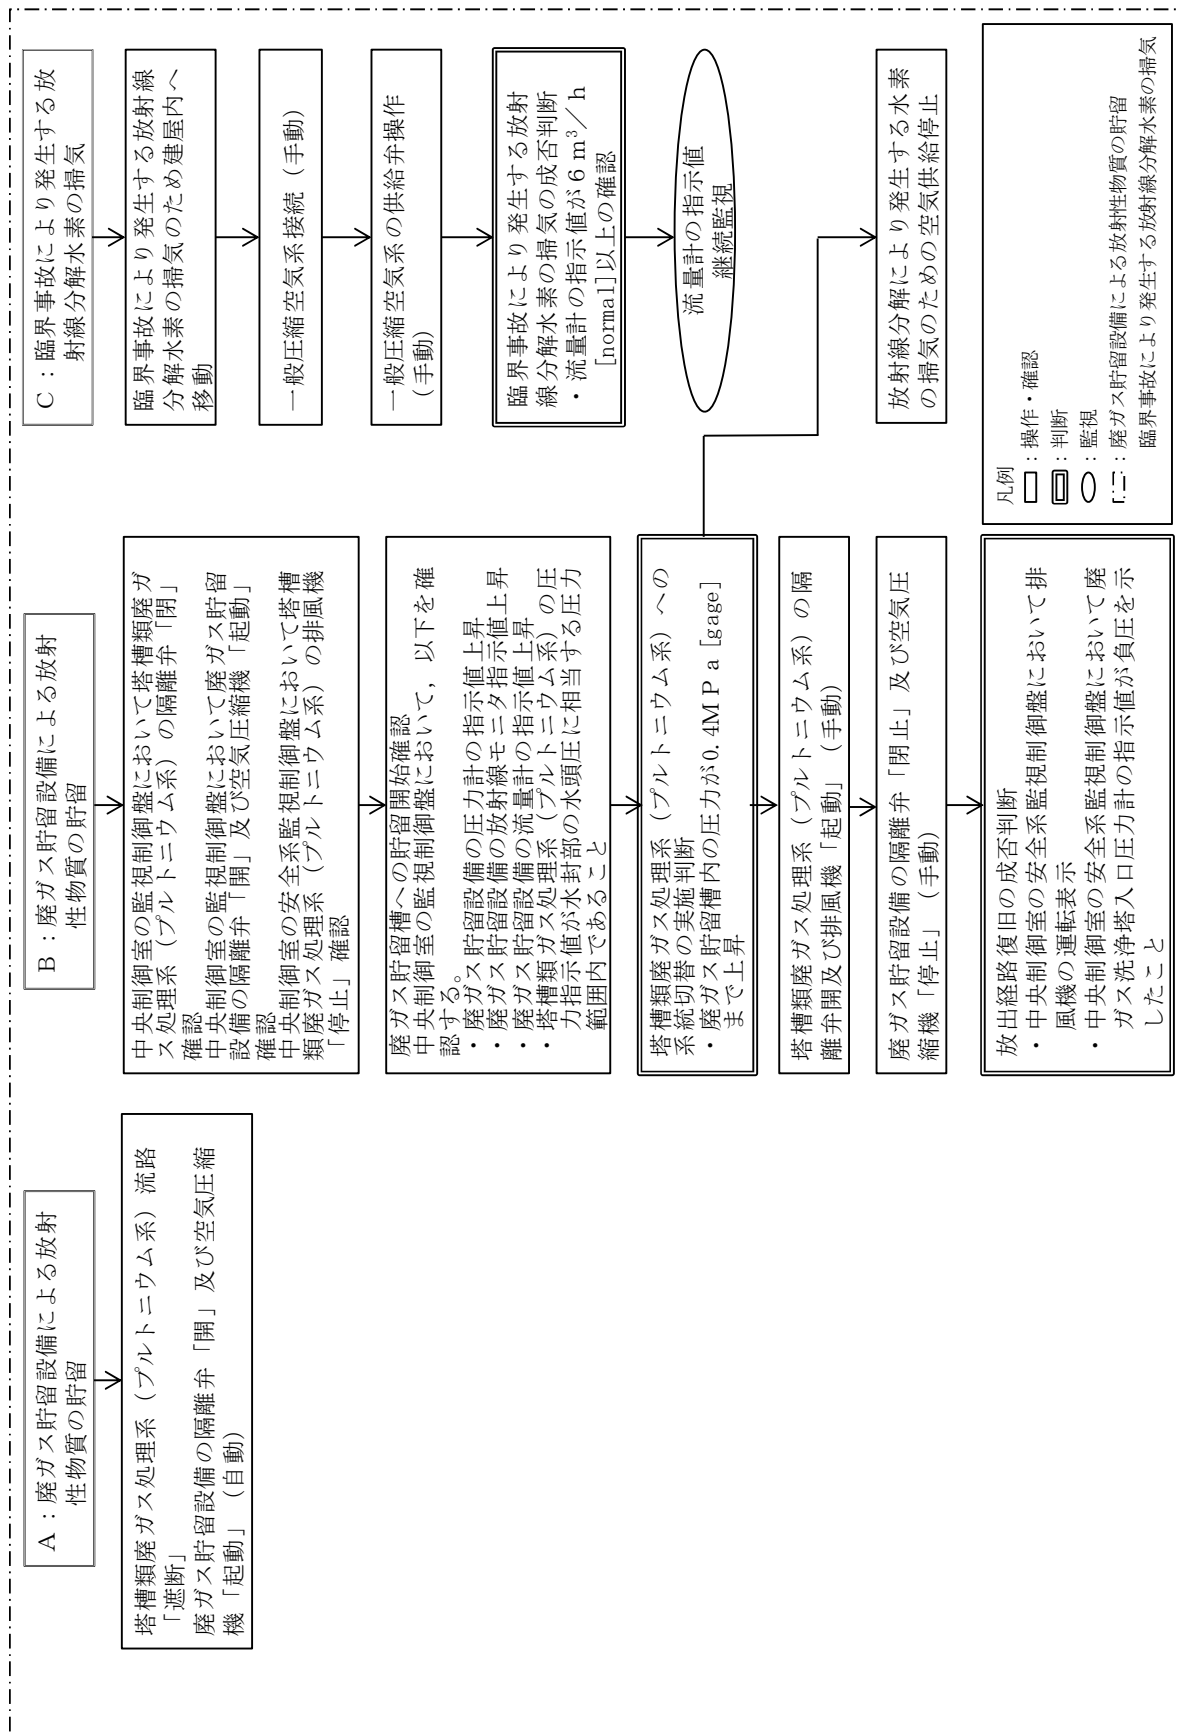 A：廃ガス貯留設備による放射
性物質の貯留
塔槽類廃ガス処理系（プルトニウム系）流路
「遮断」
廃ガス貯留設備の隔離弁「開」及び空気圧縮
機「起動」（自動）
B：廃ガス貯留設備による放射
性物質の貯留
中央制御室の監視制御盤において塔槽類廃ガ
ス処理系（プルトニウム系）の隔離弁「閉」
確認
中央制御室の監視制御盤において廃ガス貯留
設備の隔離弁「開」及び空気圧縮機「起動」
確認
中央制御室の安全系監視制御盤において塔槽
類廃ガス処理系（プルトニウム系）の排風機
「停止」確認
廃ガス貯留槽への貯留開始確認
中央制御室の監視制御盤において，以下を確
認する。
・廃ガス貯留設備の圧力計の指示値上昇
・廃ガス貯留設備の放射線モニタ指示値上昇
・廃ガス貯留設備の流量計の指示値上昇
・塔槽類廃ガス処理系（プルトニウム系）の圧
力指示値が水封部の水頭圧に相当する圧力
範囲内であること
塔槽類廃ガス処理系（プルトニウム系）への
系統切替の実施判断
・廃ガス貯留槽内の圧力が0.4MPa［gage］
まで上昇
塔槽類廃ガス処理系（プルトニウム系）の隔
離弁開及び排風機「起動」（手動）
廃ガス貯留設備の隔離弁「閉止」及び空気圧
縮機「停止」（手動）
放出経路復旧の成否判断
・中央制御室の安全系監視制御盤において排
風機の運転表示
・中央制御室の安全系監視制御盤において廃
ガス洗浄塔入口圧力計の指示値が負圧を示
したこと
C：臨界事故により発生する放
射線分解水素の掃気
臨界事故により発生する放射線
分解水素の掃気のため建屋内へ
移動
一般圧縮空気系接続（手動）
一般圧縮空気系の供給弁操作
（手動）
臨界事故により発生する放射
線分解水素の掃気の成否判断
・流量計の指示値が6ｍ³／ｈ
[normal]以上の確認
流量計の指示値
継続監視
放射線分解により発生する水素
の掃気のための空気供給停止
凡例
：操作・確認
：判断
：監視
：廃ガス貯留設備による放射性物質の貯留
臨界事故により発生する放射線分解水素の掃気